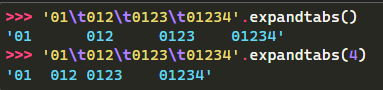 >>> '01\t012\t0123\t01234'.expandtabs()
'01      012     0123    01234'
>>> '01\t012\t0123\t01234'.expandtabs(4)
'01  012 0123    01234'